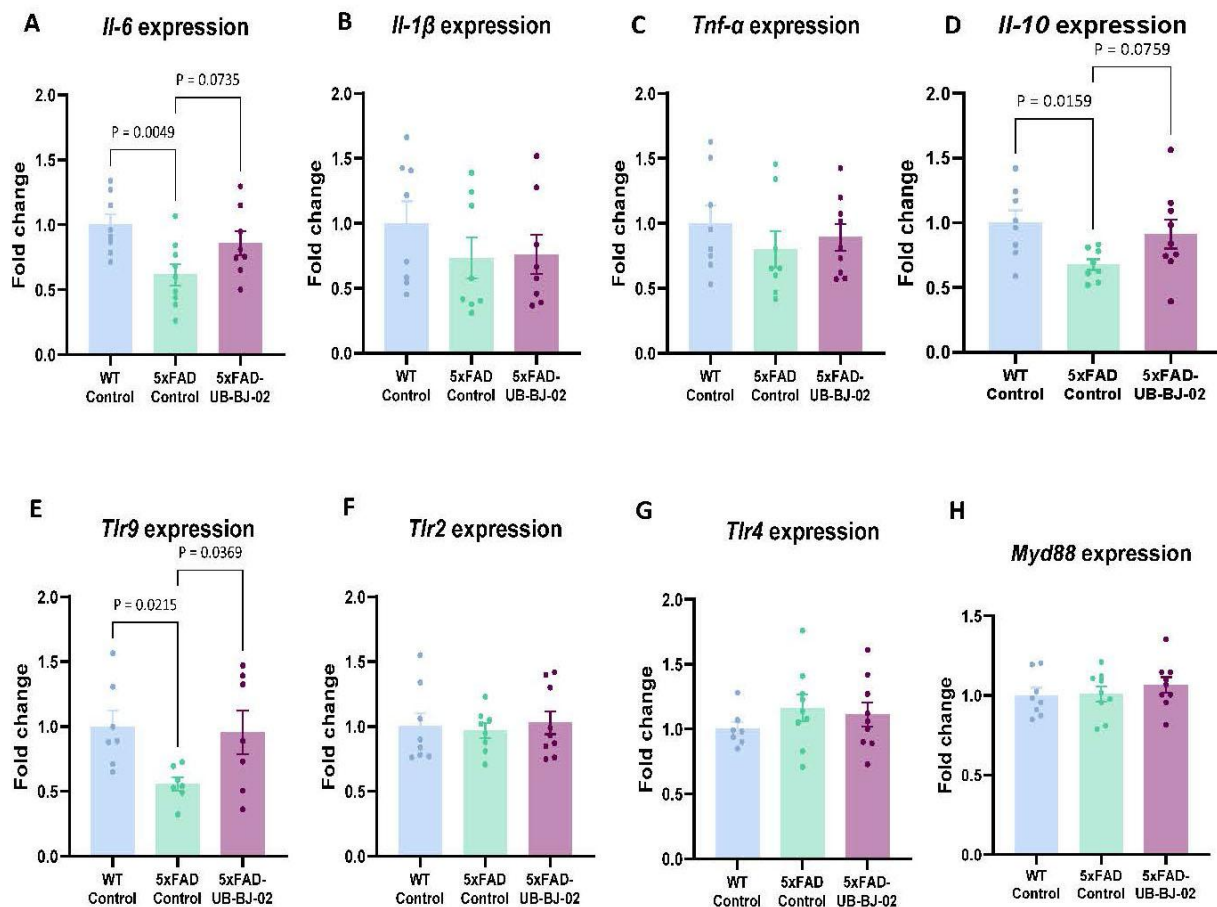 A
Il-6 expression
P = 0.0735
P = 0.0049
2.0
1.5
1.0
0.5
0.0
Fold change
WT
Control
5xFAD
Control
5xFAD-
UB-BJ-02
B
Il-1β expression
2.0
1.5
1.0
0.5
0.0
Fold change
WT
Control
5xFAD
Control
5xFAD-
UB-BJ-02
C
Tnf-α expression
2.0
1.5
1.0
0.5
0.0
Fold change
WT
Control
5xFAD
Control
5xFAD-
UB-BJ-02
D
Il-10 expression
P = 0.0759
P = 0.0159
2.0
1.5
1.0
0.5
0.0
Fold change
WT
Control
5xFAD
Control
5xFAD-
UB-BJ-02
E
Tlr9 expression
P = 0.0369
P = 0.0215
2.0
1.5
1.0
0.5
0.0
Fold change
WT
Control
5xFAD
Control
5xFAD-
UB-BJ-02
F
Tlr2 expression
2.0
1.5
1.0
0.5
0.0
Fold change
WT
Control
5xFAD
Control
5xFAD-
UB-BJ-02
G
Tlr4 expression
2.0
1.5
1.0
0.5
0.0
Fold change
WT
Control
5xFAD
Control
5xFAD-
UB-BJ-02
H
Myd88 expression
1.5
1.0
0.5
0.0
Fold change
WT
Control
5xFAD
Control
5xFAD-
UB-BJ-02